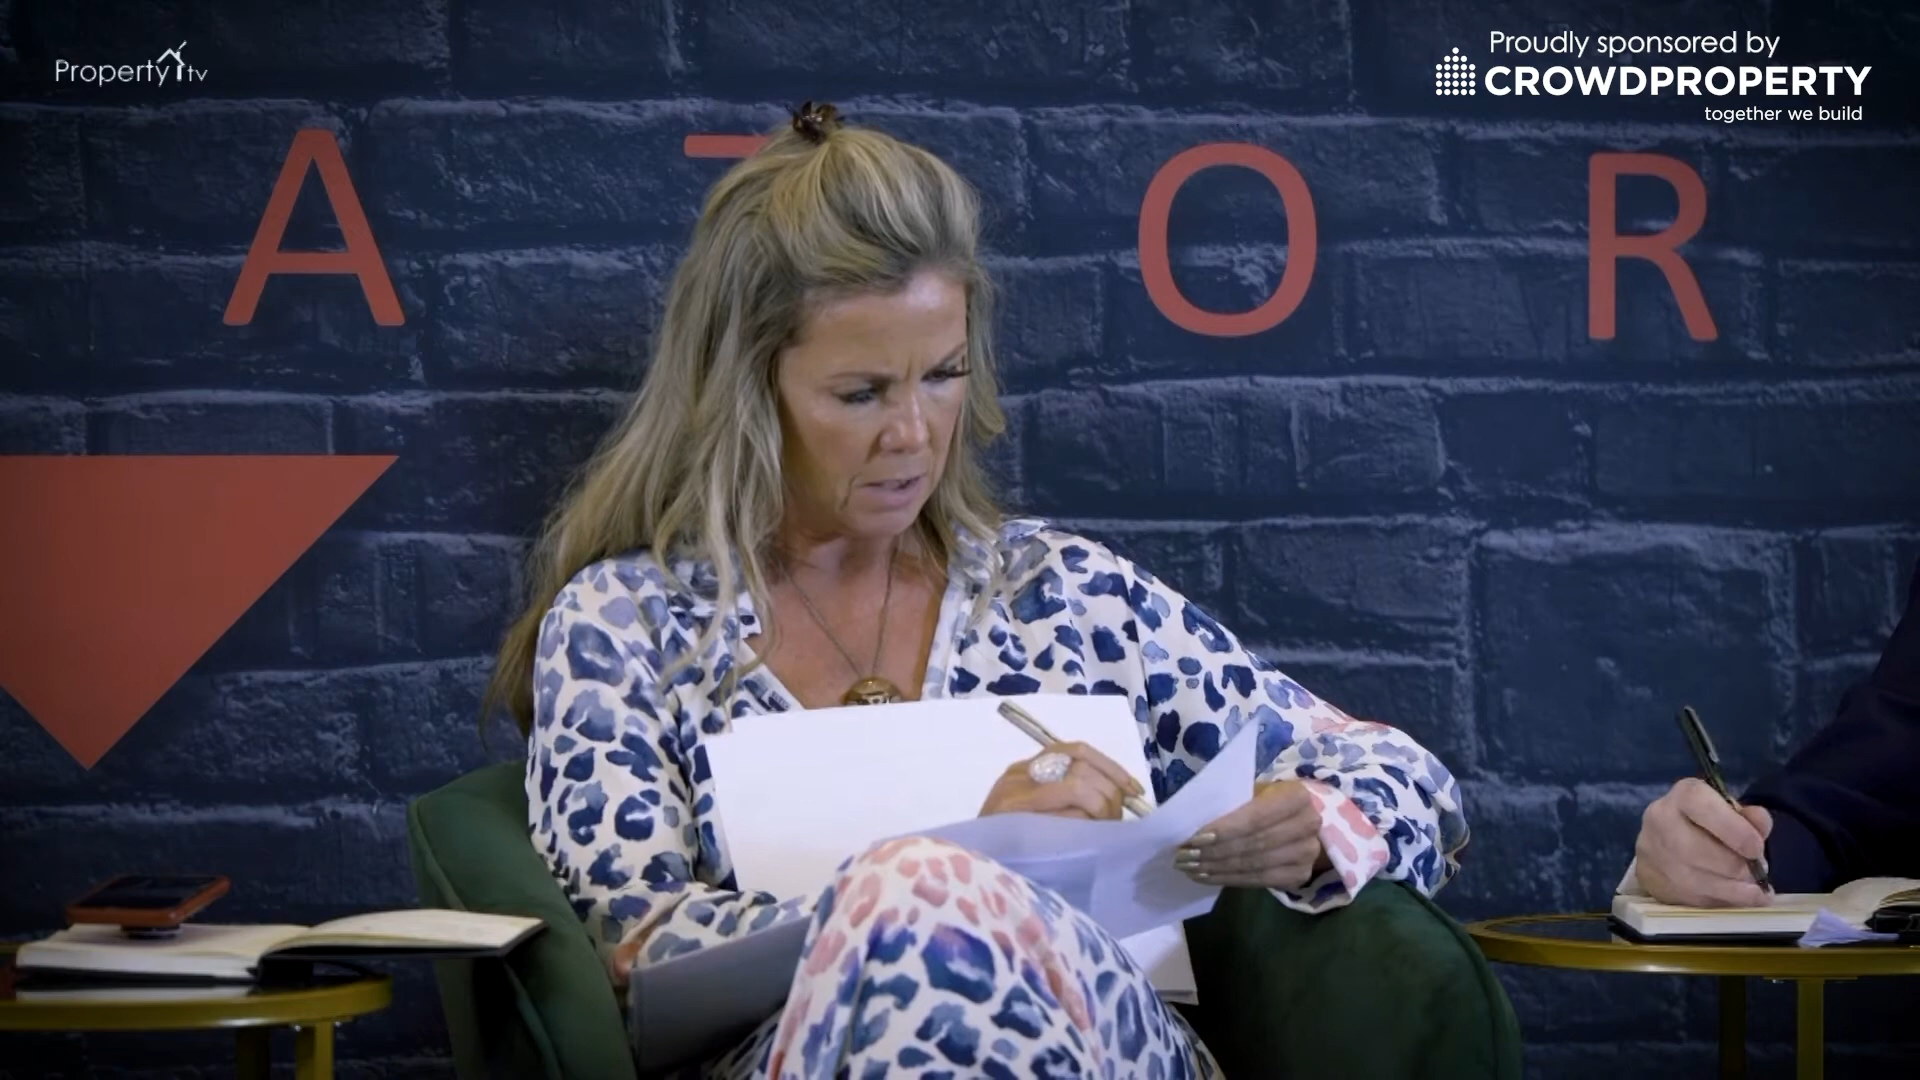 Property tv
Proudly sponsored by
CROWDPROPERTY
together we build
A T O R